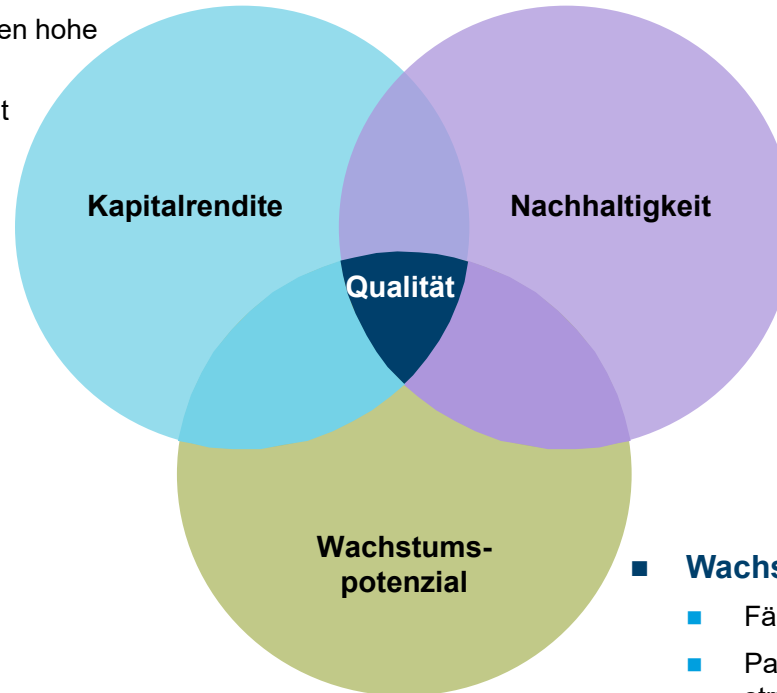 en hohe
t
Kapitalrendite
Nachhaltigkeit
Qualität
Wachstums-
potenzial
Wachs
Fä
Pa